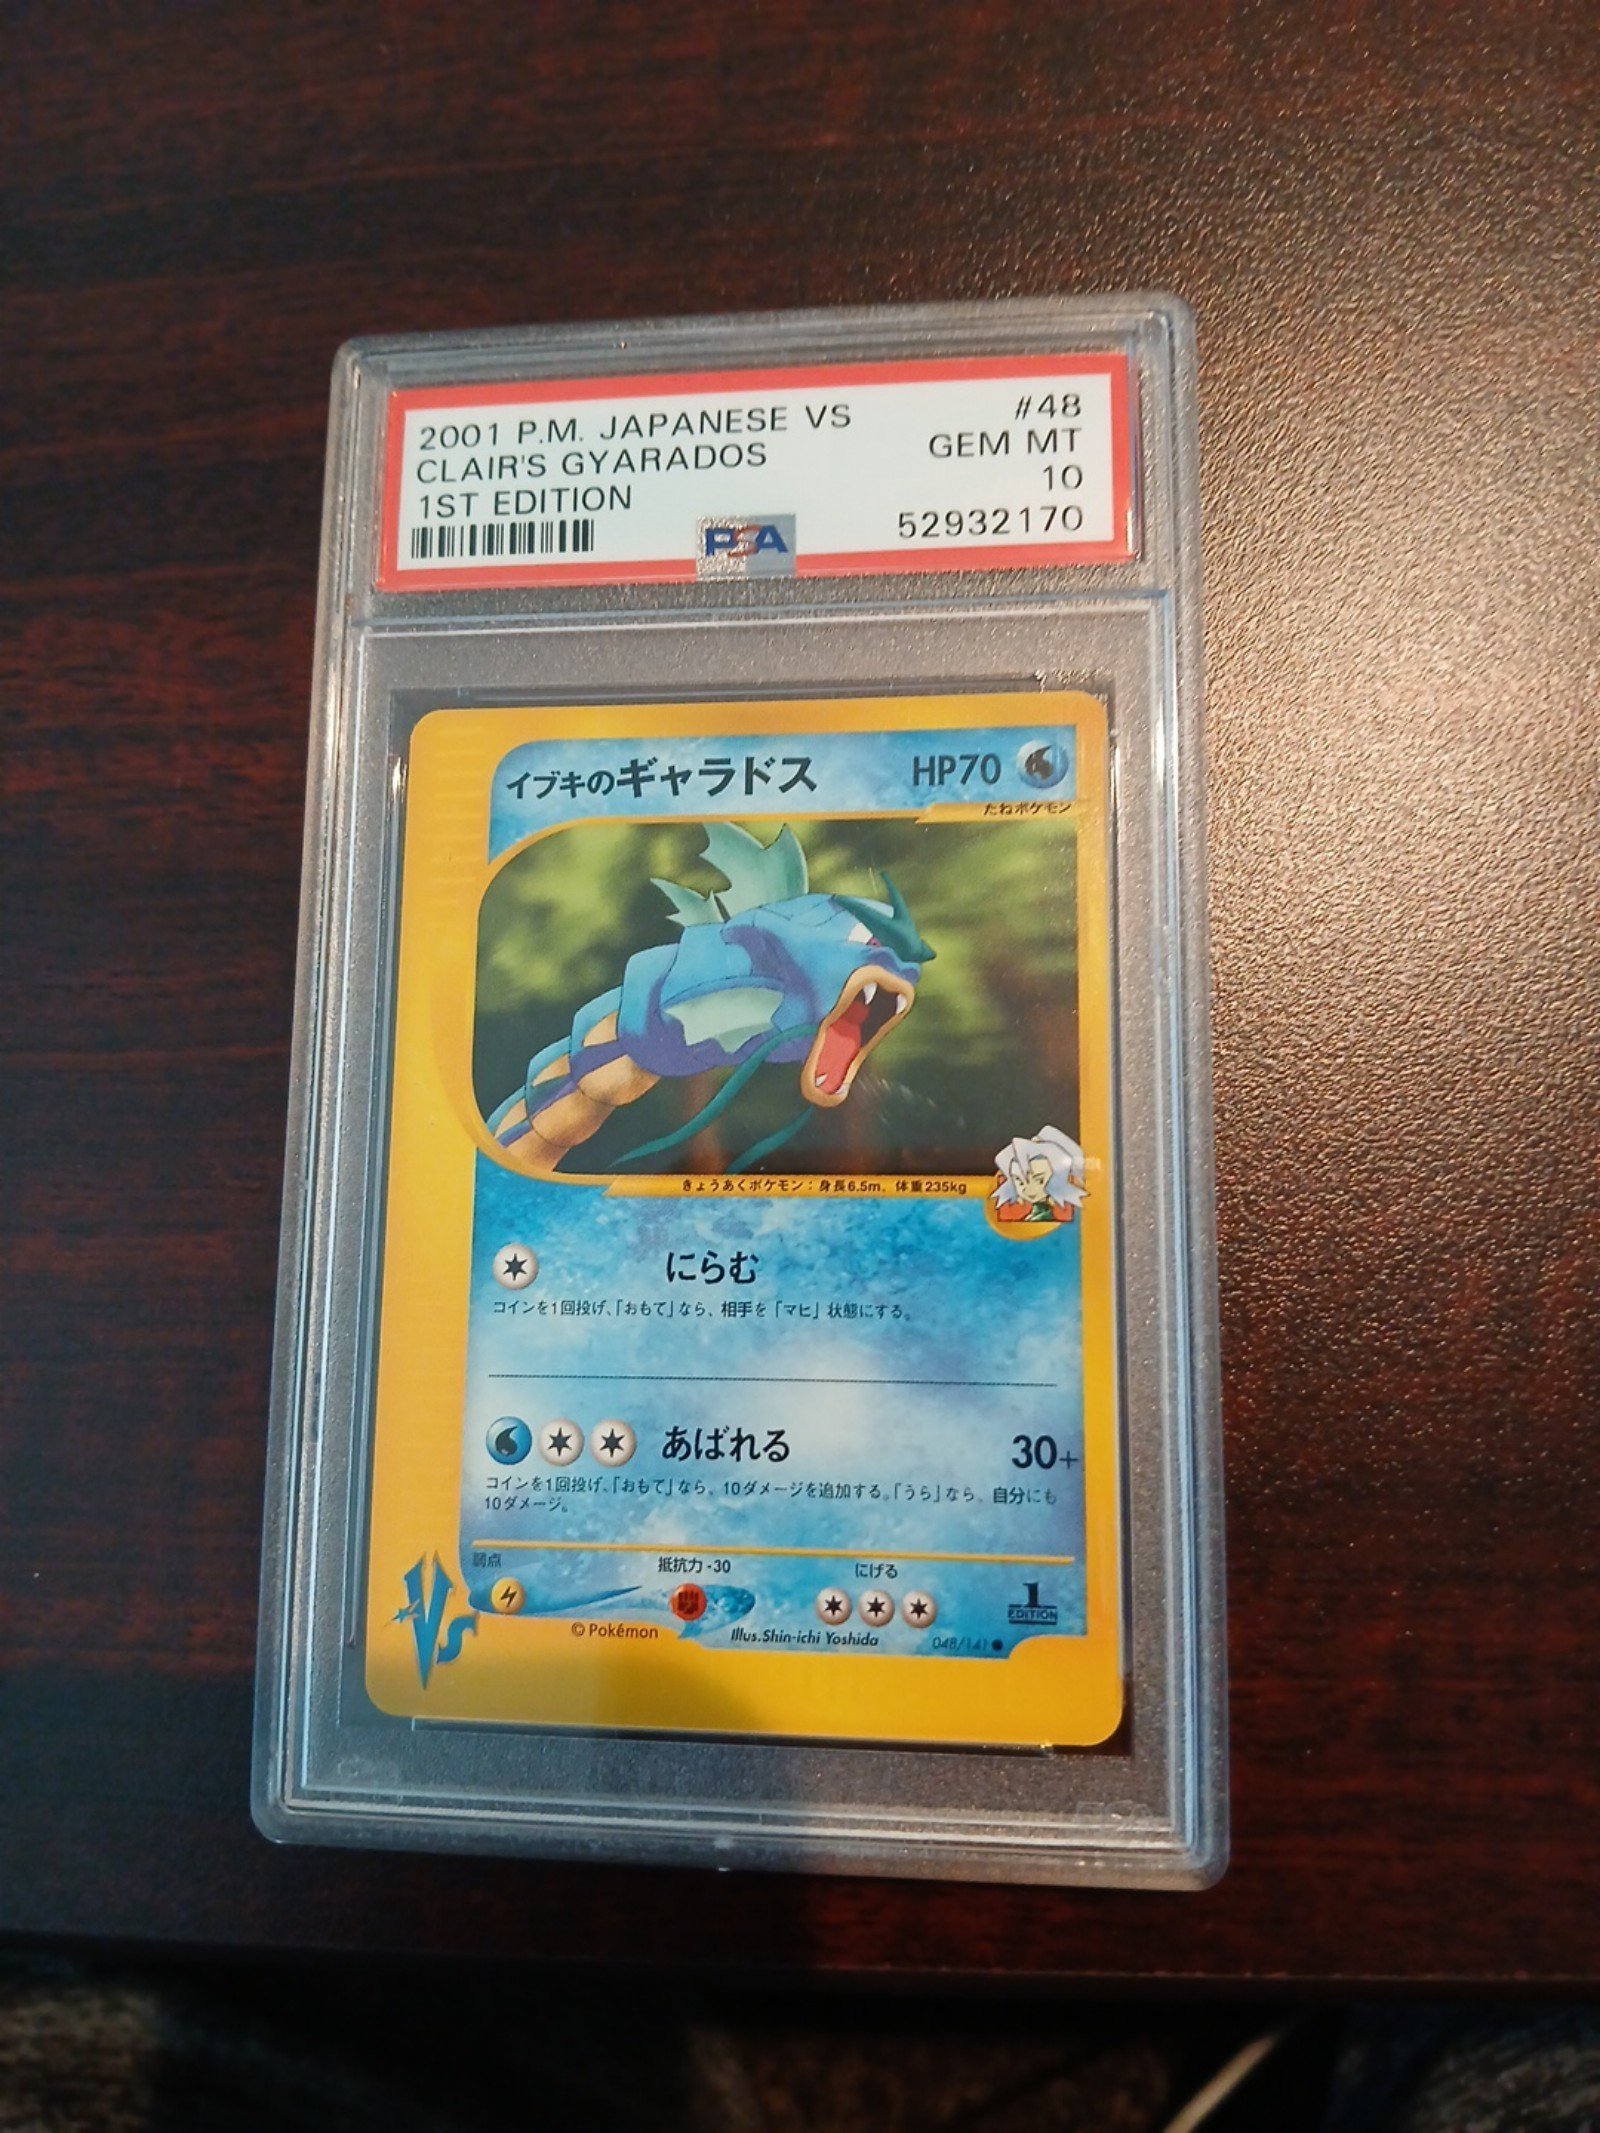 2001 P.M. JAPANESE VS #48
CLAIR'S GYARADOS GEM MT
1ST EDITION 10
PSA 52932170
イブキのギャラドス HP70
たねポケモン
きょうあくポケモン：身長6.5m、体重235kg
にらむ
コインを1回投げ、「おもて」なら、相手を「マヒ」状態にする。
あばれる 30+
コインを1回投げ、「おもて」なら、10ダメージを追加する。「うら」なら、自分にも
10ダメージ。
弱点 抵抗力-30 にげる
VS
1
EDITION
©Pokémon Illus.Shin-ichi Yoshida 048/141